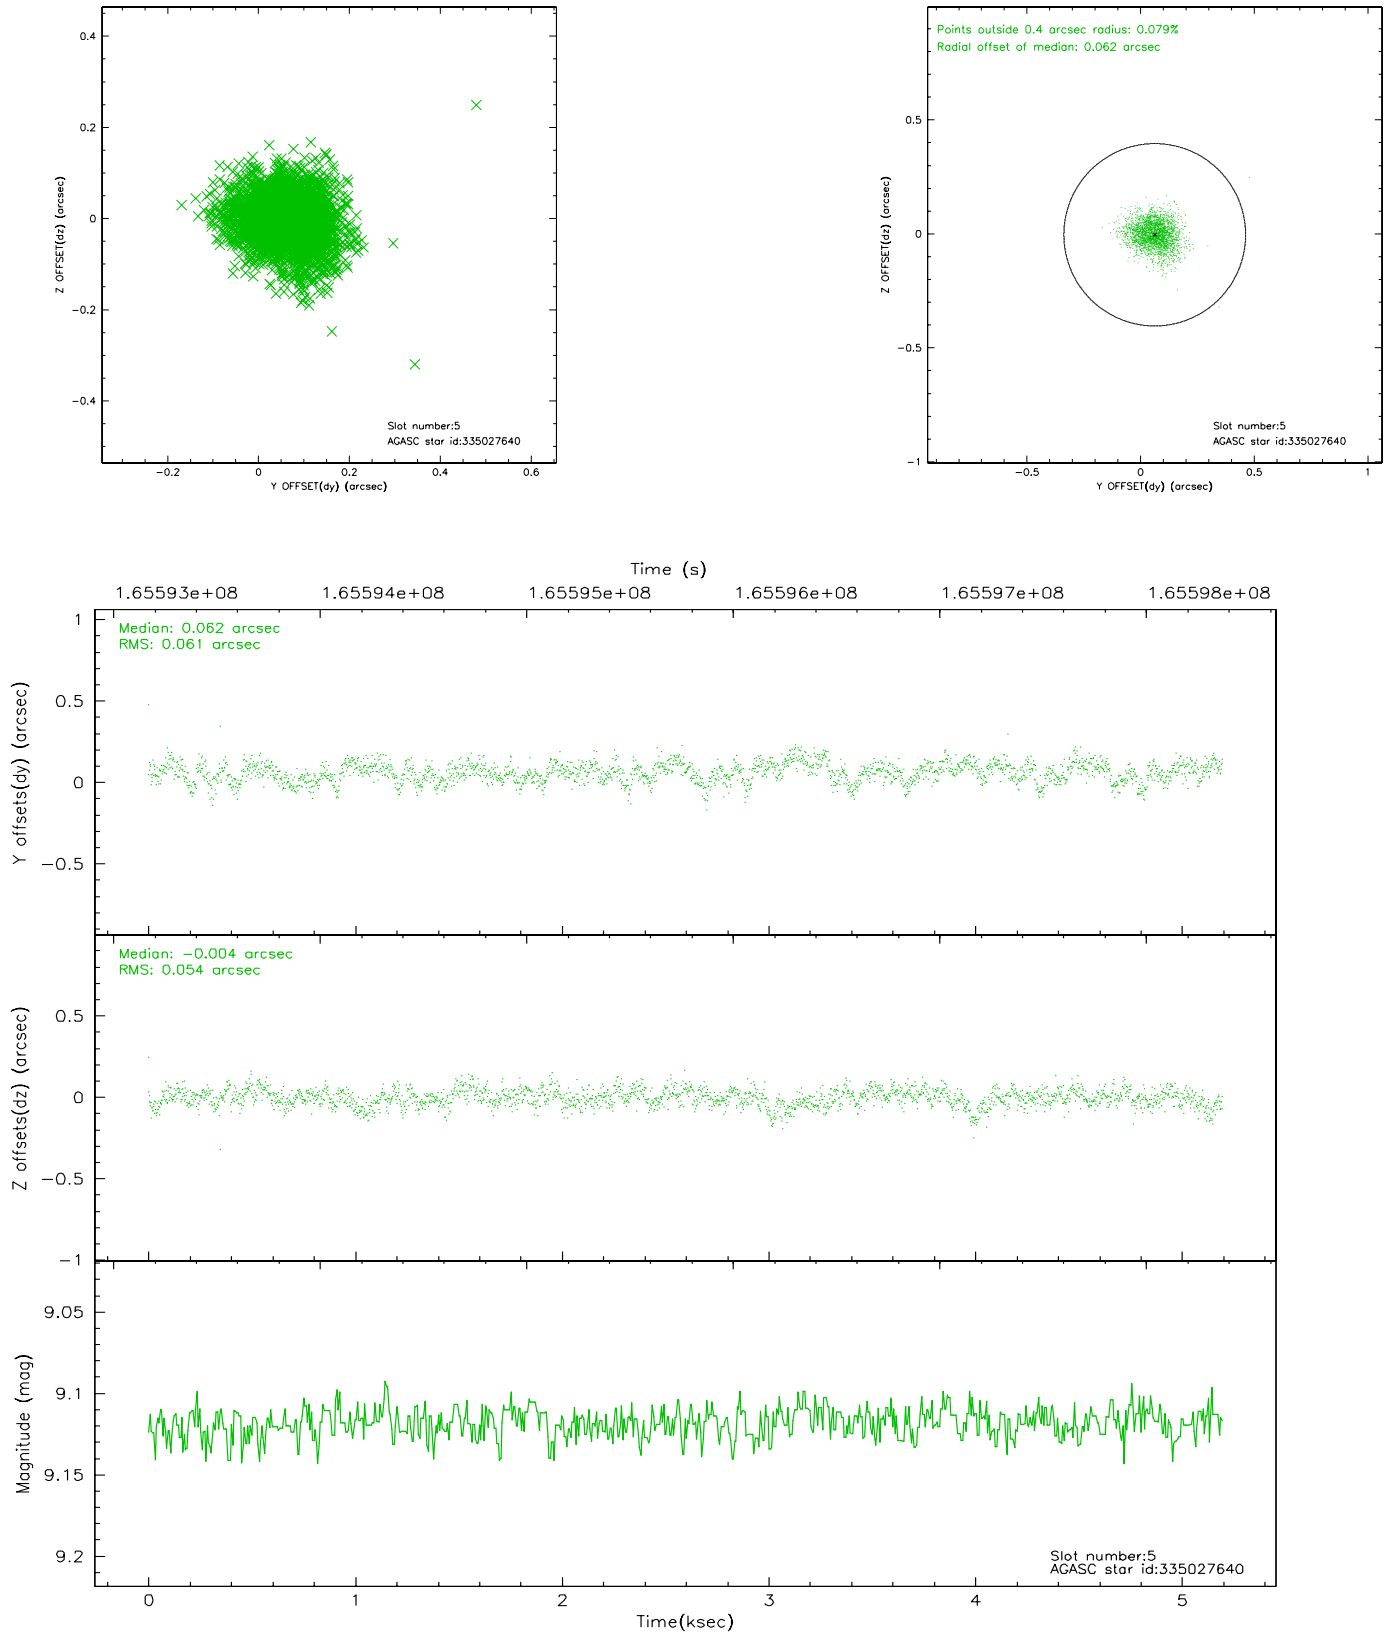 0.4
0.2
0
−0.2
−0.4
Z OFFSET(dz) (arcsec)
Slot number:5
AGASC star id:335027640
−0.2 0 0.2 0.4 0.6
Y OFFSET(dy) (arcsec)
Points outside 0.4 arcsec radius: 0.079%
Radial offset of median: 0.062 arcsec
0.5
0
−0.5
−1
Z OFFSET(dz) (arcsec)
Slot number:5
AGASC star id:335027640
−0.5 0 0.5 1
Y OFFSET(dy) (arcsec)
Time (s)
1.65593e+08 1.65594e+08 1.65595e+08 1.65596e+08 1.65597e+08 1.65598e+08
Median: 0.062 arcsec
RMS: 0.061 arcsec
1
0.5
0
−0.5
Y offsets(dy) (arcsec)
Median: −0.004 arcsec
RMS: 0.054 arcsec
0.5
0
−0.5
−1
Z offsets(dz) (arcsec)
9.05
9.1
9.15
9.2
Magnitude (mag)
Slot number:5
AGASC star id:335027640
0 1 2 3 4 5
Time(ksec)